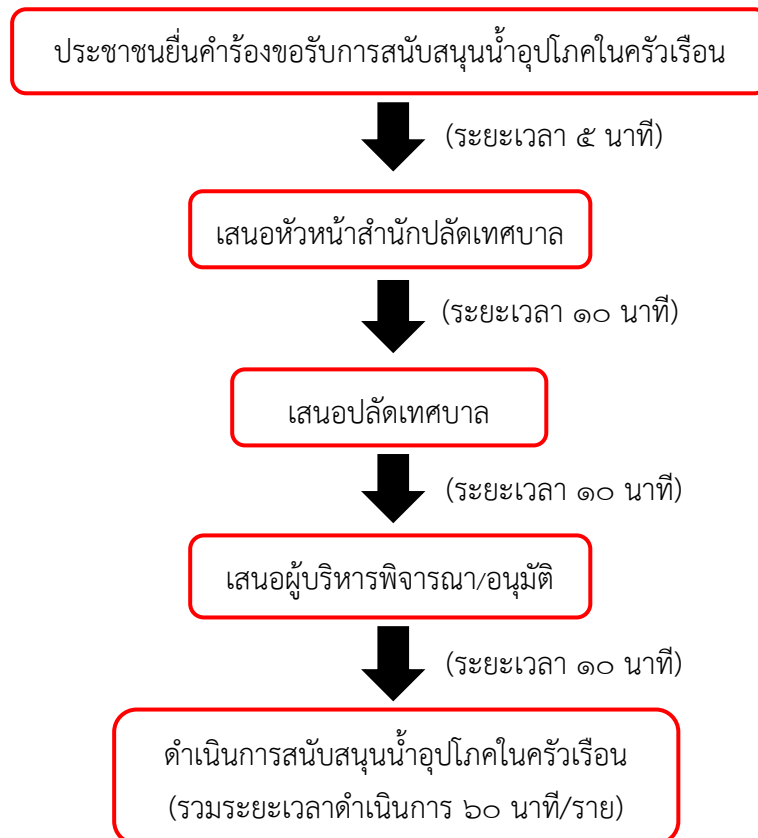 ประชาชนยื่นคำร้องขอรับการสนับสนุนน้ำอุปโภคในครัวเรือน
(ระยะเวลา ๕ นาที)
เสนอหัวหน้าสำนักปลัดเทศบาล
(ระยะเวลา ๑๐ นาที)
เสนอปลัดเทศบาล
(ระยะเวลา ๑๐ นาที)
เสนอผู้บริหารพิจารณา/อนุมัติ
(ระยะเวลา ๑๐ นาที)
ดำเนินการสนับสนุนน้ำอุปโภคในครัวเรือน
(รวมระยะเวลาดำเนินการ ๖๐ นาที/ราย)